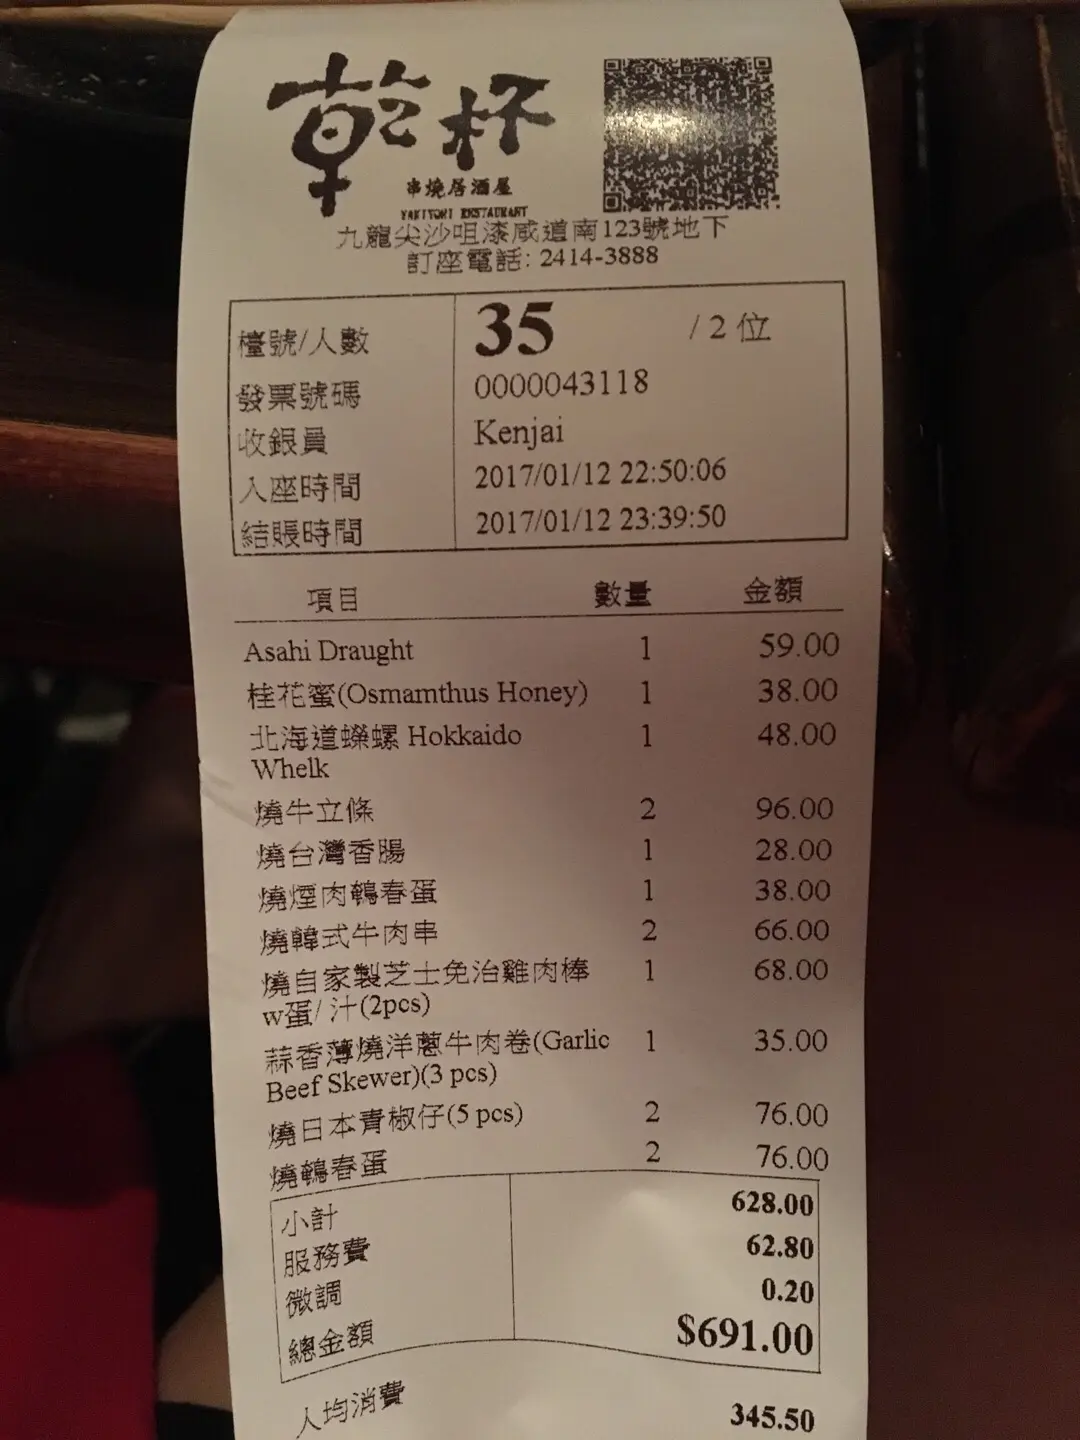 乾杯
串燒居酒屋
YAKITORI RESTAURANT
九龍尖沙咀漆咸道南123號地下
訂座電話: 2414-3888
檯號/人數 35 / 2 位
發票號碼 0000043118
收銀員 Kenjai
入座時間 2017/01/12 22:50:06
結賬時間 2017/01/12 23:39:50
項目 數量 金額
Asahi Draught 1 59.00
桂花蜜(Osmamthus Honey) 1 38.00
北海道蠑螺 Hokkaido 1 48.00
Whelk
燒牛立條 2 96.00
燒台灣香腸 1 28.00
燒煙肉鵪春蛋 1 38.00
燒韓式牛肉串 2 66.00
燒自家製芝士免治雞肉棒 1 68.00
w蛋/ 汁(2pcs)
蒜香薄燒洋蔥牛肉卷(Garlic 1 35.00
Beef Skewer)(3 pcs)
燒日本青椒仔(5 pcs) 2 76.00
燒鵪春蛋 2 76.00
小計 628.00
服務費 62.80
微調 0.20
總金額 $691.00
人均消費 345.50